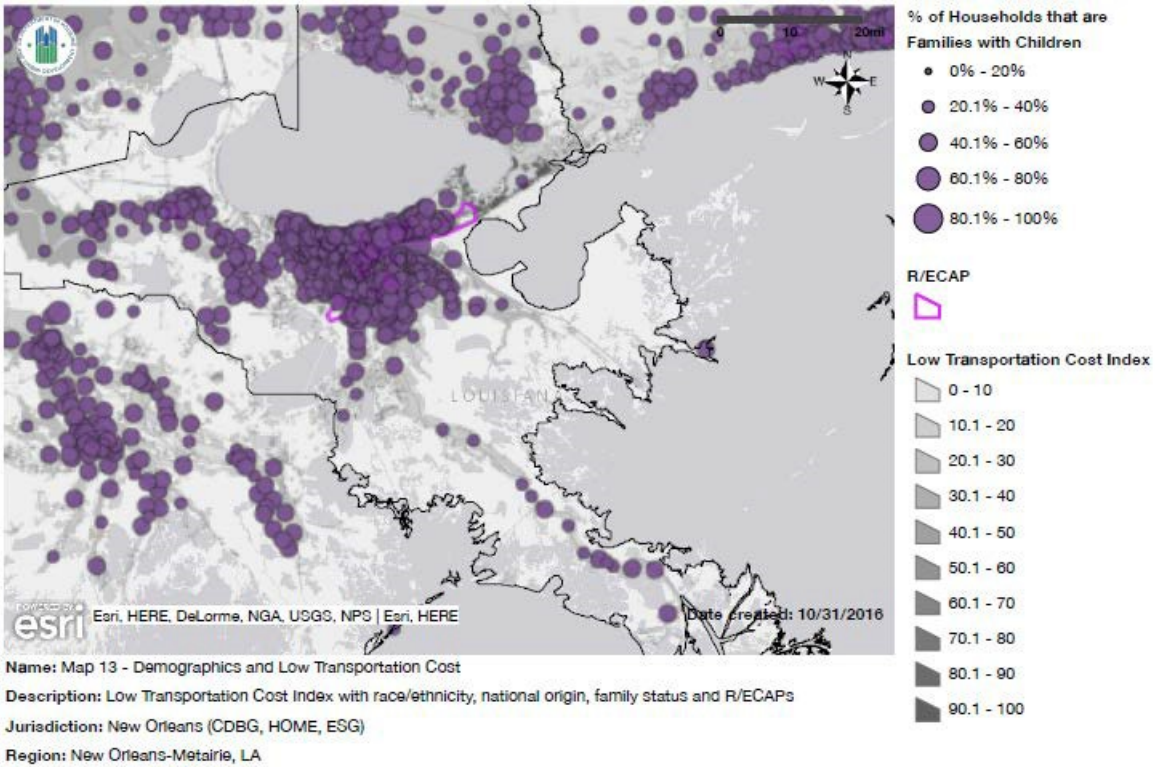 % of Households that are
Families with Children
0% - 20%
20.1% - 40%
40.1% - 60%
60.1% - 80%
80.1% - 100%
R/ECAP
Low Transportation Cost Index
0 - 10
10.1 - 20
20.1 - 30
30.1 - 40
40.1 - 50
50.1 - 60
60.1 - 70
70.1 - 80
80.1 - 90
90.1 - 100
0 10 20mi
N
W E
S
LOUISIANA
POWERED BY
esri
Esri, HERE, DeLorme, NGA, USGS, NPS | Esri, HERE
Date created: 10/31/2016
Name: Map 13 - Demographics and Low Transportation Cost
Description: Low Transportation Cost Index with race/ethnicity, national origin, family status and R/ECAPs
Jurisdiction: New Orleans (CDBG, HOME, ESG)
Region: New Orleans-Metairie, LA